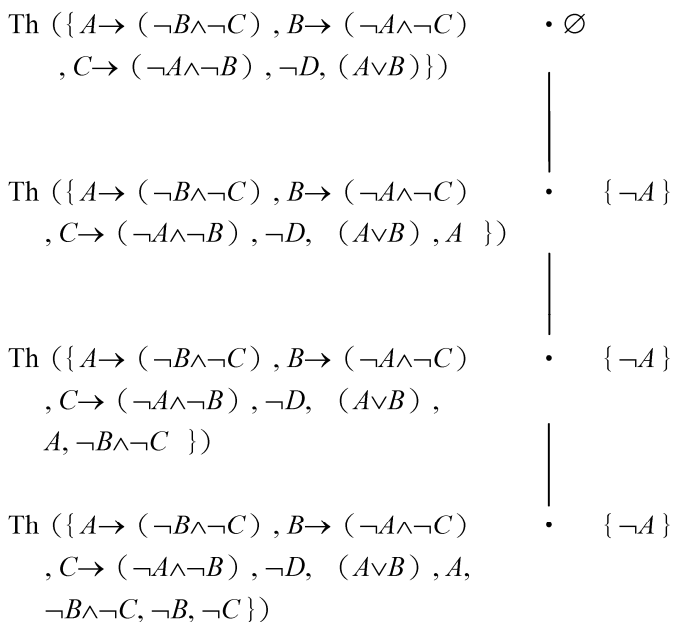 Th ({A→ (¬B∧¬C) ,B→ (¬A∧¬C) • ∅
,C→ (¬A∧¬B) ,¬D, (A∨B)})
Th ({A→ (¬B∧¬C) ,B→ (¬A∧¬C) • {¬A}
,C→ (¬A∧¬B) ,¬D, (A∨B) ,A })
Th ({A→ (¬B∧¬C) ,B→ (¬A∧¬C) • {¬A}
,C→ (¬A∧¬B) ,¬D, (A∨B) ,
A, ¬B∧¬C })
Th ({A→ (¬B∧¬C) ,B→ (¬A∧¬C) • {¬A}
,C→ (¬A∧¬B) ,¬D, (A∨B) ,A,
¬B∧¬C, ¬B, ¬C})